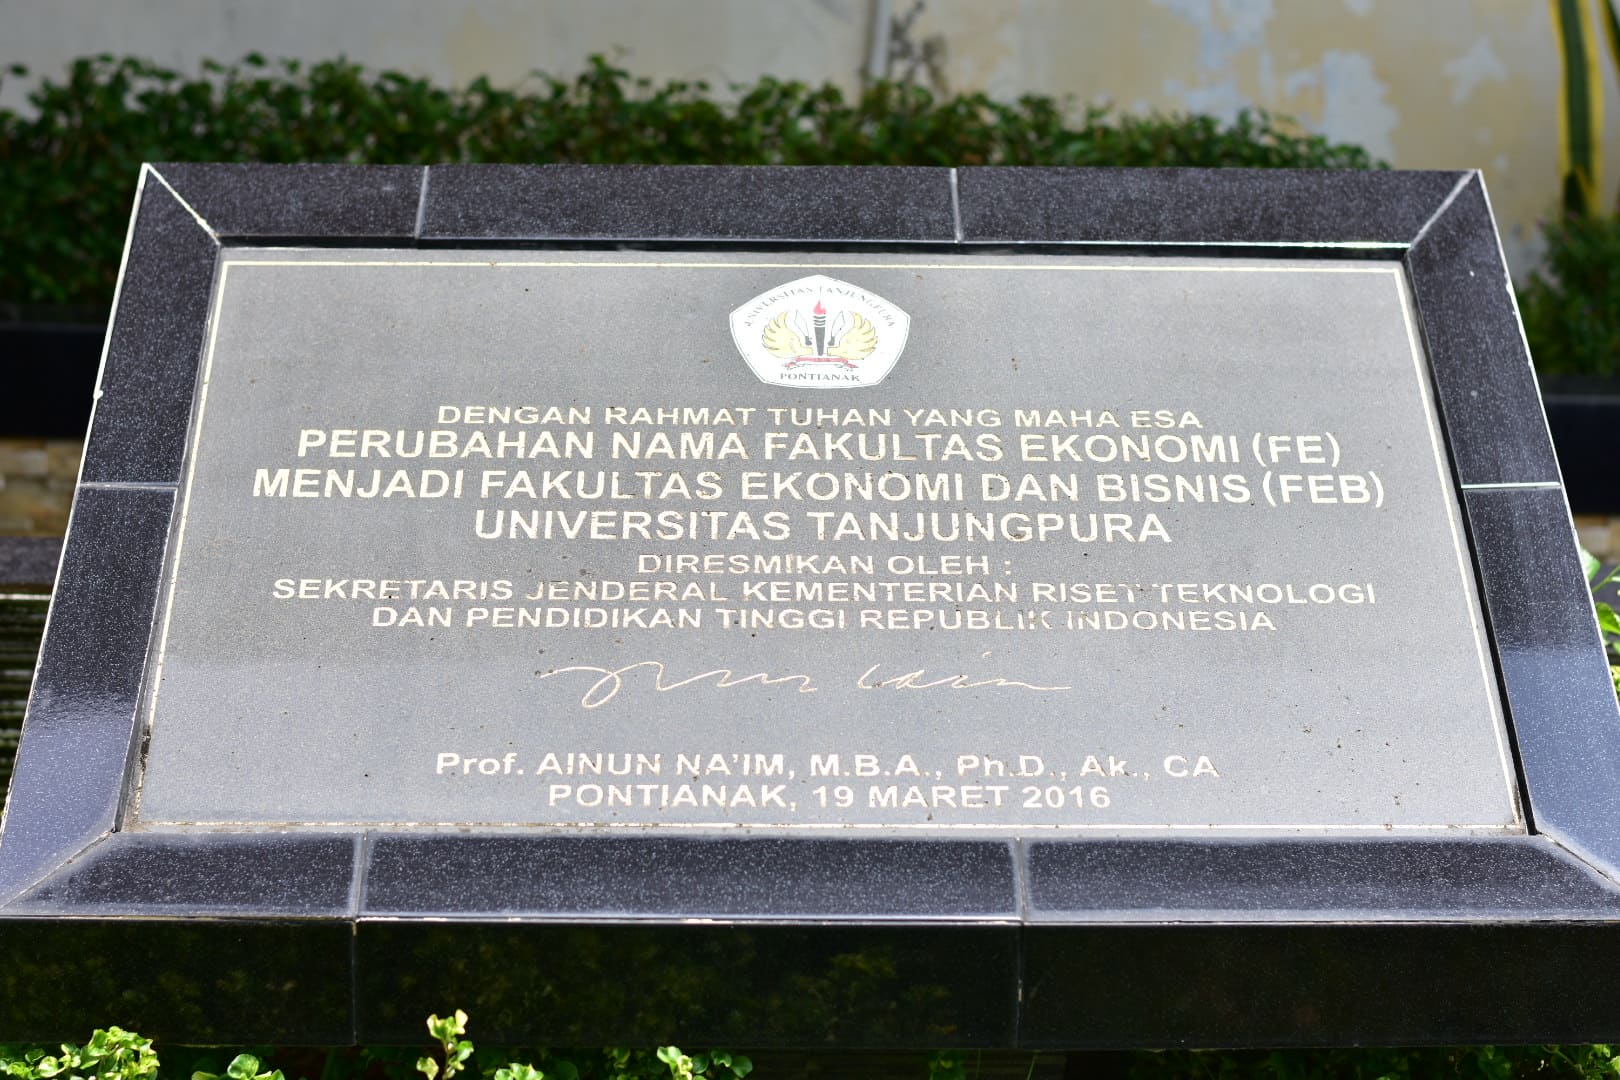 UNIVERSITAS TANJUNGPURA
PONTIANAK
DENGAN RAHMAT TUHAN YANG MAHA ESA
PERUBAHAN NAMA FAKULTAS EKONOMI (FE)
MENJADI FAKULTAS EKONOMI DAN BISNIS (FEB)
UNIVERSITAS TANJUNGPURA
DIRESMIKAN OLEH :
SEKRETARIS JENDERAL KEMENTERIAN RISET TEKNOLOGI
DAN PENDIDIKAN TINGGI REPUBLIK INDONESIA
Prof. AINUN NA'IM, M.B.A., Ph.D., Ak., CA
PONTIANAK, 19 MARET 2016